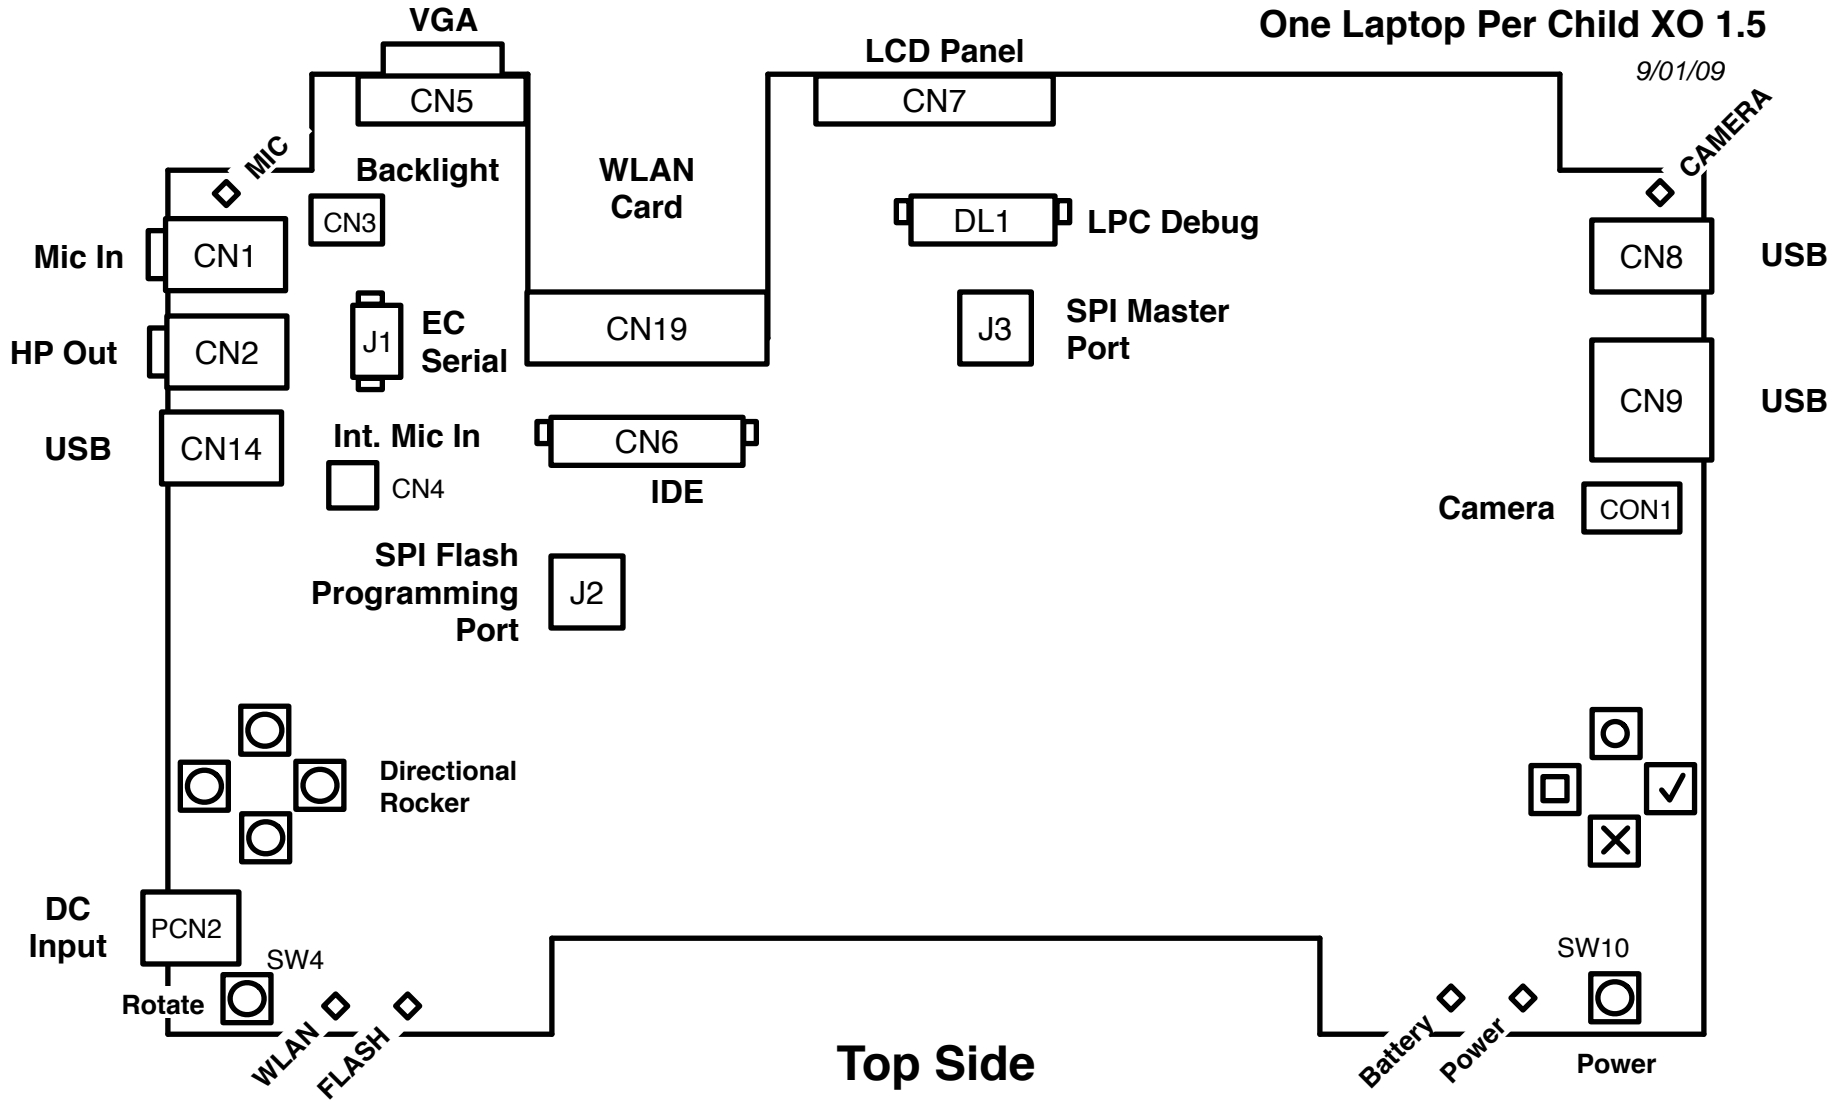 VGA
One Laptop Per Child XO 1.5
LCD Panel
9/01/09
CN5
CN7
CAMERA
MIC
Backlight
WLAN
Card
CN3
DL1
LPC Debug
Mic In
CN1
CN8
USB
EC
Serial
J1
CN19
J3
SPI Master
Port
HP Out
CN2
CN9
USB
USB
CN14
Int. Mic In
CN4
CN6
IDE
Camera
CON1
SPI Flash
Programming
Port
J2
Directional
Rocker
DC
Input
PCN2
SW4
Rotate
WLAN
FLASH
SW10
Battery
Power
Power
Top Side